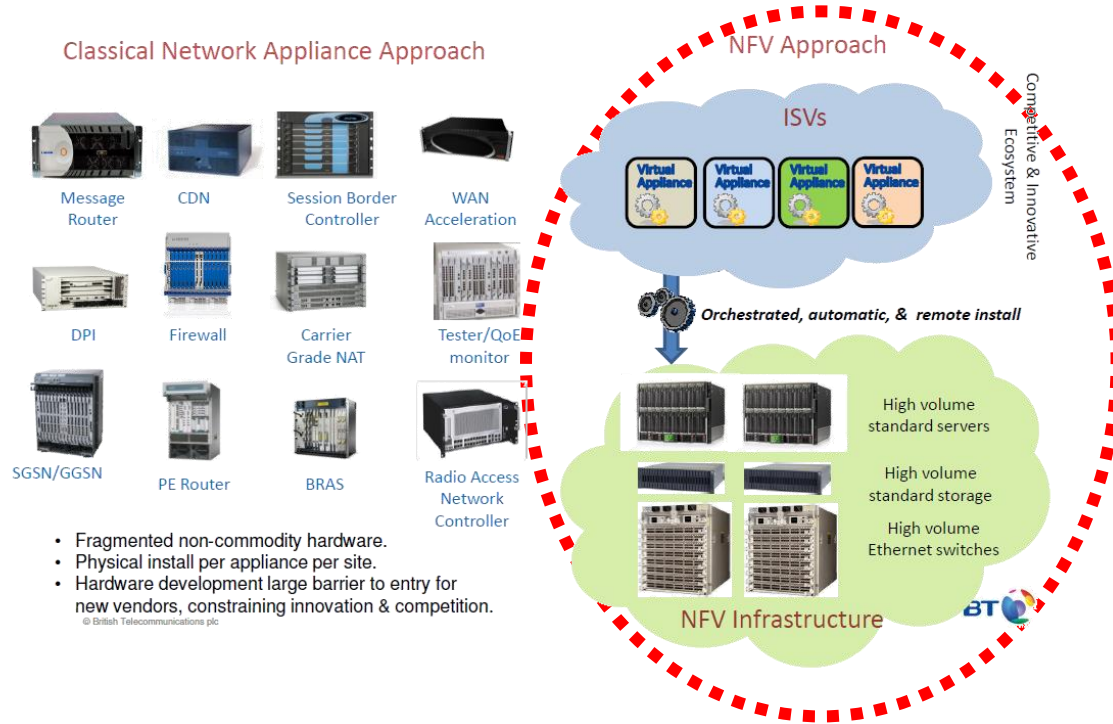 Classical Network Appliance Approach
Message
Router
CDN
Session Border
Controller
WAN
Acceleration
DPI
Firewall
Carrier
Grade NAT
Tester/QoE
monitor
SGSN/GGSN
PE Router
BRAS
Radio Access
Network
Controller
• Fragmented non-commodity hardware.
• Physical install per appliance per site.
• Hardware development large barrier to entry for
new vendors, constraining innovation & competition.
© British Telecommunications plc
NFV Approach
Competitive & Innovative
Ecosystem
ISVs
Virtual
Appliance
Virtual
Appliance
Virtual
Appliance
Virtual
Appliance
Orchestrated, automatic, & remote install
High volume
standard servers
High volume
standard storage
High volume
Ethernet switches
NFV Infrastructure
BT